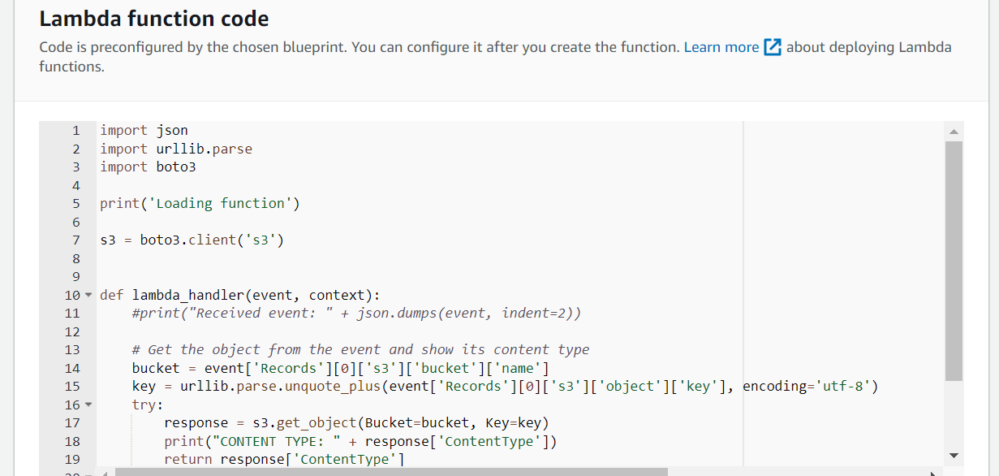 Lambda function code
Code is preconfigured by the chosen blueprint. You can configure it after you create the function. Learn more about deploying Lambda
functions.
1 import json
2 import urllib.parse
3 import boto3
4
5 print('Loading function')
6
7 s3 = boto3.client('s3')
8
9
10 def lambda_handler(event, context):
11     #print("Received event: " + json.dumps(event, indent=2))
12
13     # Get the object from the event and show its content type
14     bucket = event['Records'][0]['s3']['bucket']['name']
15     key = urllib.parse.unquote_plus(event['Records'][0]['s3']['object']['key'], encoding='utf-8')
16     try:
17         response = s3.get_object(Bucket=bucket, Key=key)
18         print("CONTENT TYPE: " + response['ContentType'])
19         return response['ContentType']
20